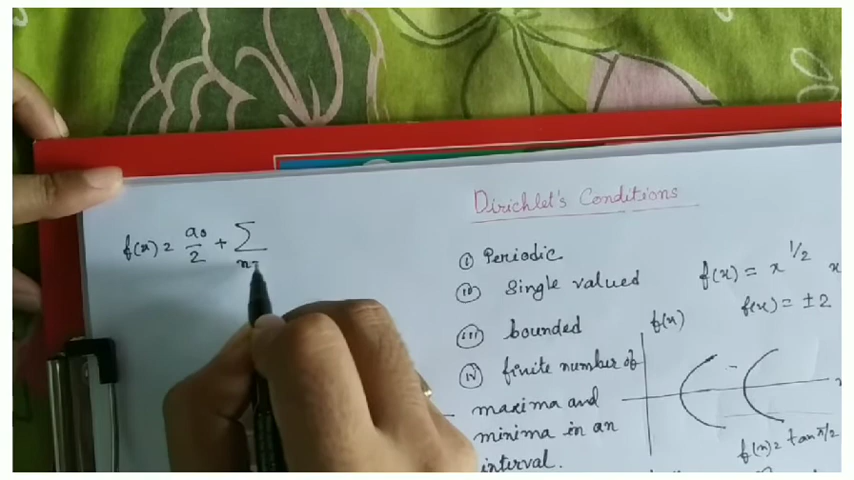 f(x) = a₀/2 + Σ n=
Dirichlet's Conditions
(i) Periodic
(ii) Single valued
(iii) bounded
(iv) finite number of
maxima and
minima in an
interval.
f(x) = x^1/2 x
f(x) = ±2
f(x)
f(x) = tan π/2